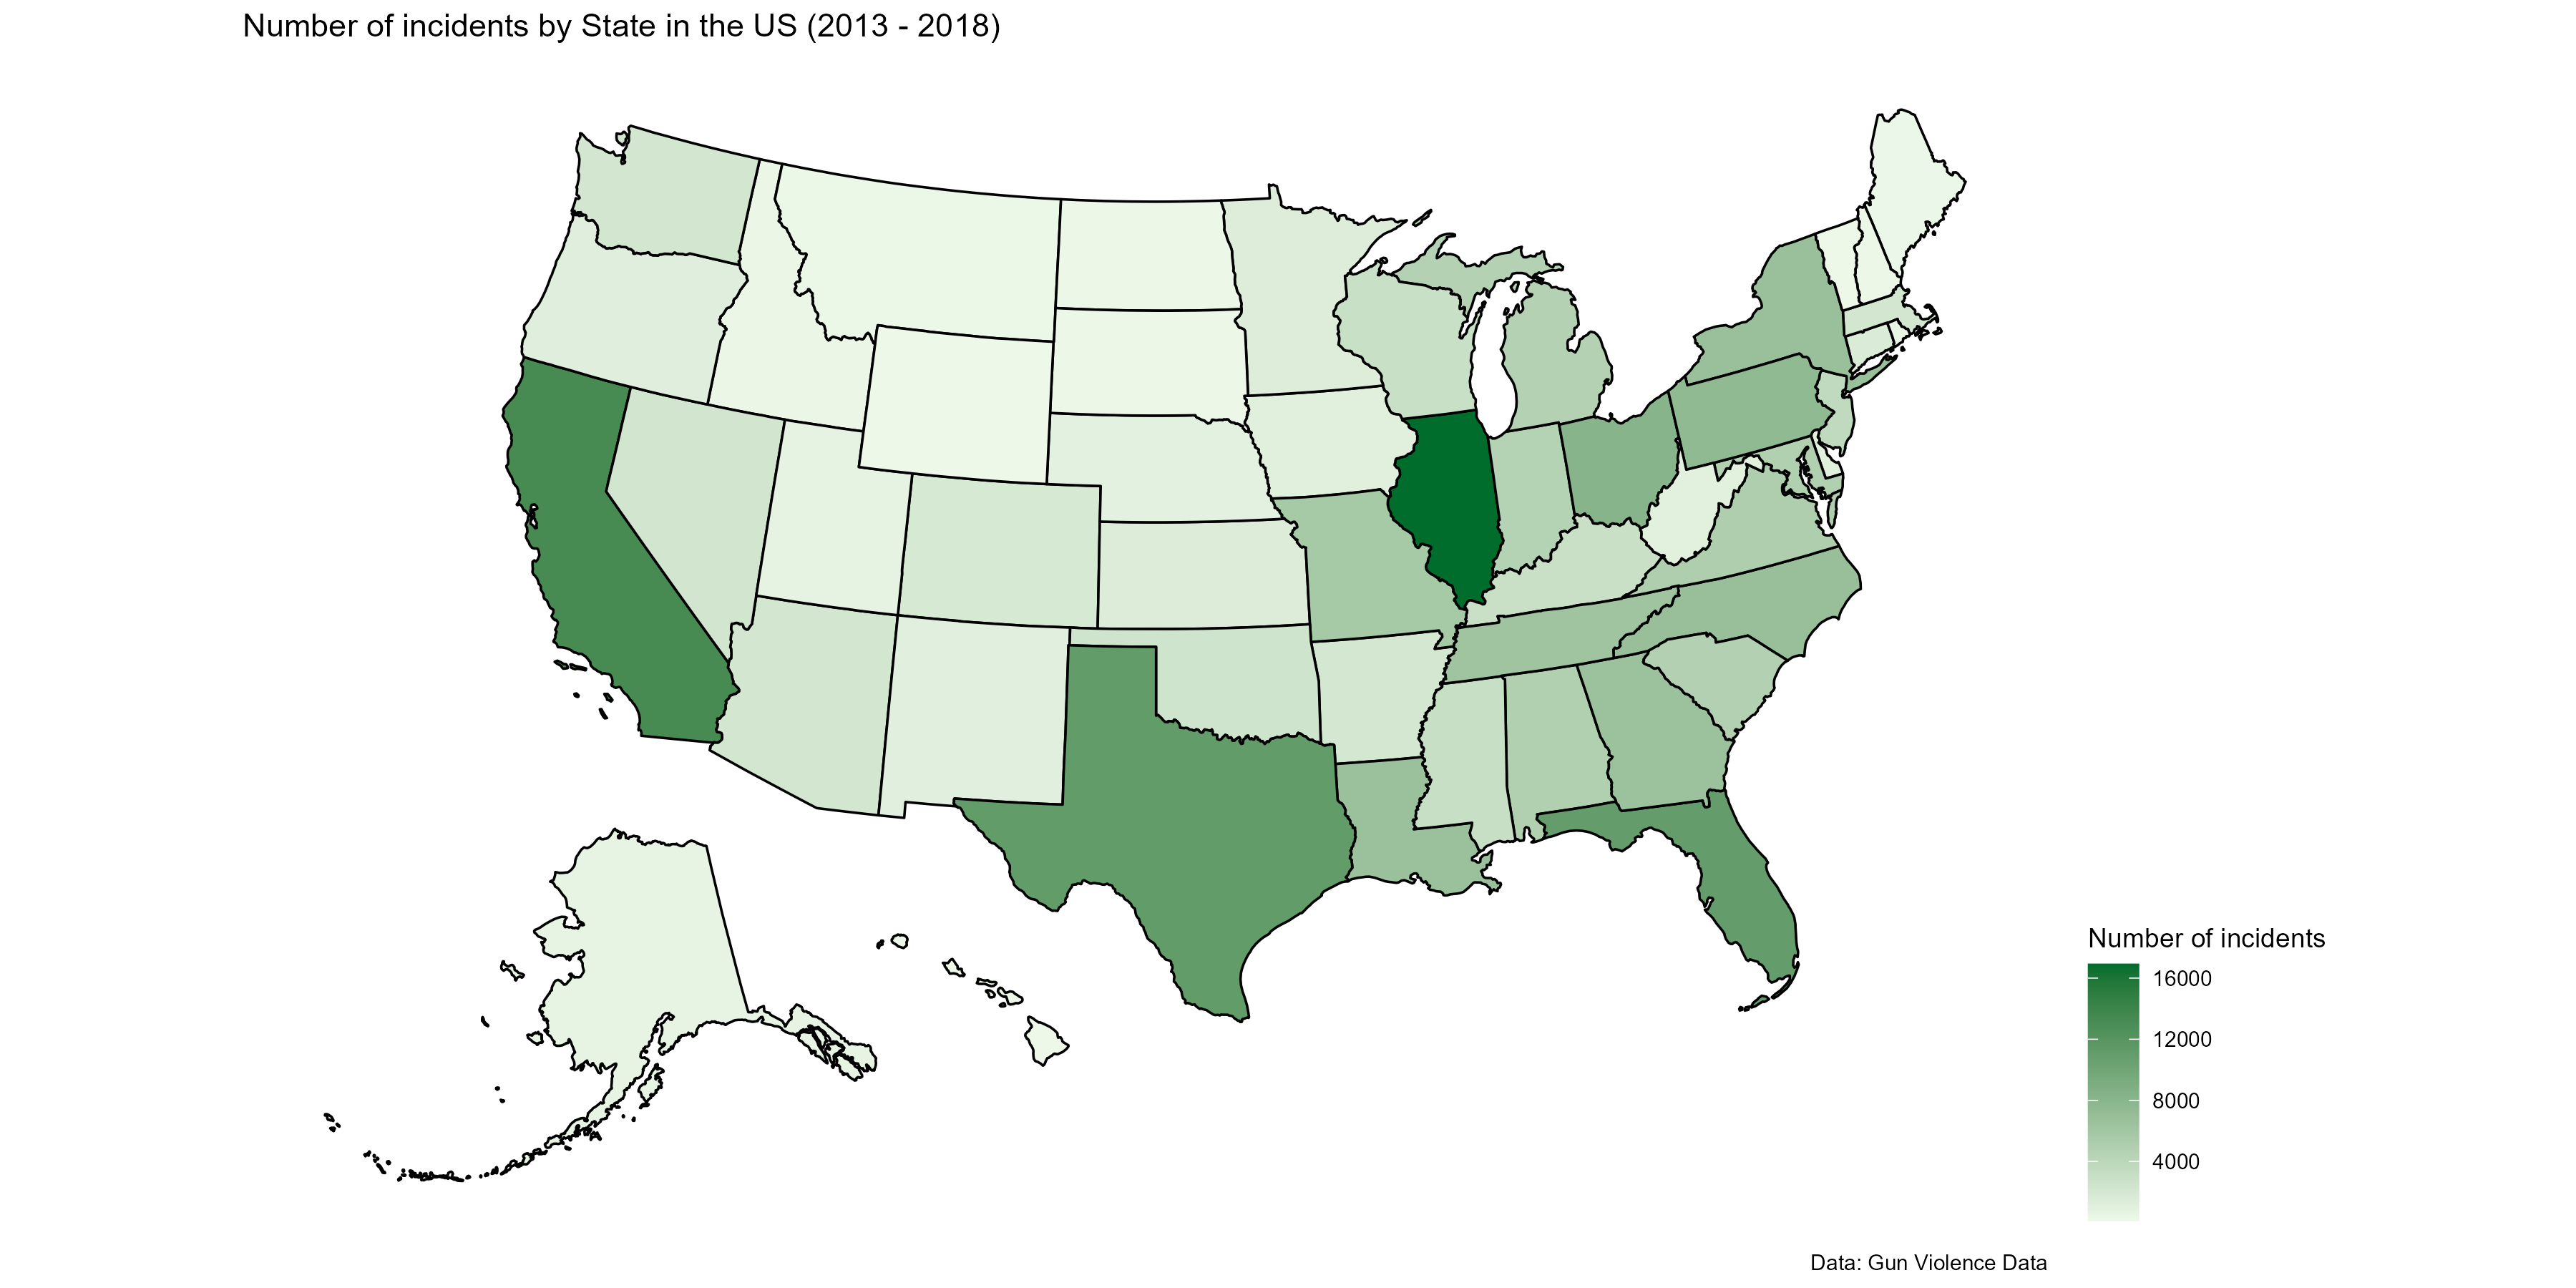 Number of incidents by State in the US (2013 - 2018)
Number of incidents
16000
12000
8000
4000
Data: Gun Violence Data